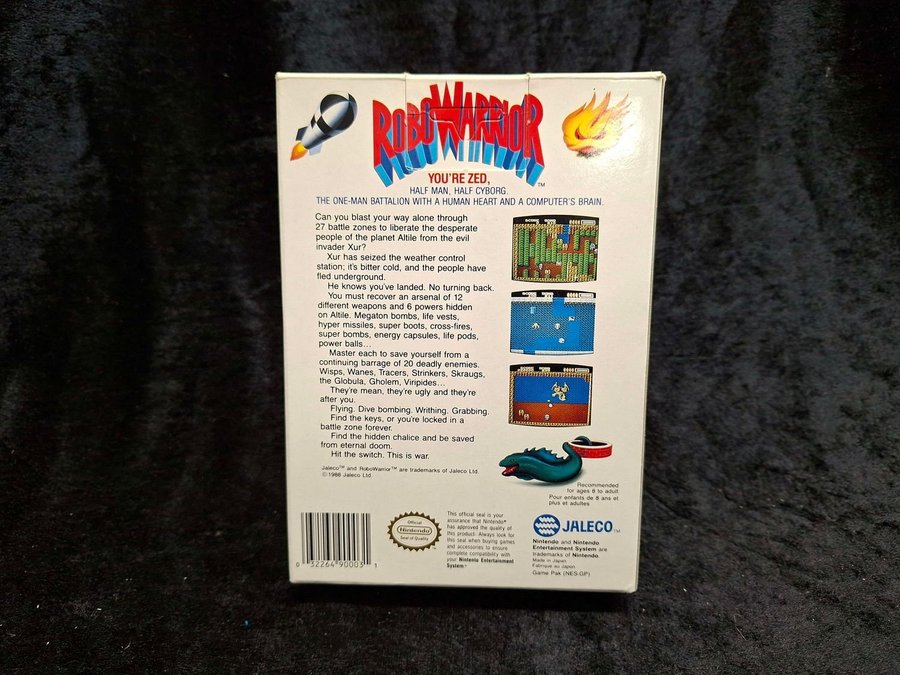 ROBOWARRIOR™
YOU'RE ZED,
HALF MAN, HALF CYBORG.
THE ONE-MAN BATTALION WITH A HUMAN HEART AND A COMPUTER'S BRAIN.
Can you blast your way alone through
27 battle zones to liberate the desperate
people of the planet Altile from the evil
invader Xur?
Xur has seized the weather control
station; it's bitter cold, and the people have
fled underground.
He knows you've landed. No turning back.
You must recover an arsenal of 12
different weapons and 6 powers hidden
on Altile. Megaton bombs, life vests,
hyper missiles, super boots, cross-fires,
super bombs, energy capsules, life pods,
power balls...
Master each to save yourself from a
continuing barrage of 20 deadly enemies.
Wisps, Wanes, Tracers, Strinkers, Skraugs,
the Globula, Gholem, Viripides...
They're mean, they're ugly and they're
after you.
Flying. Dive bombing. Writhing. Grabbing.
Find the keys, or you're locked in a
battle zone forever.
Find the hidden chalice and be saved
from eternal doom.
Hit the switch. This is war.
Jaleco™ and RoboWarrior™ are trademarks of Jaleco Ltd.
© 1988 Jaleco Ltd.
Recommended
for ages 8 to adult
Pour enfants de 8 ans et
plus et adultes
0 32264 90003 1
Official
Nintendo
Seal of Quality
This official seal is your
assurance that Nintendo®
has approved the quality of
this product. Always look for
this seal when buying games
and accessories to ensure
complete compatibility with
your Nintendo Entertainment
System.®
JALECO™
Nintendo and Nintendo
Entertainment System are
trademarks of Nintendo.
Made in Japan
Fabriqué au Japon
Game Pak (NES-GP)